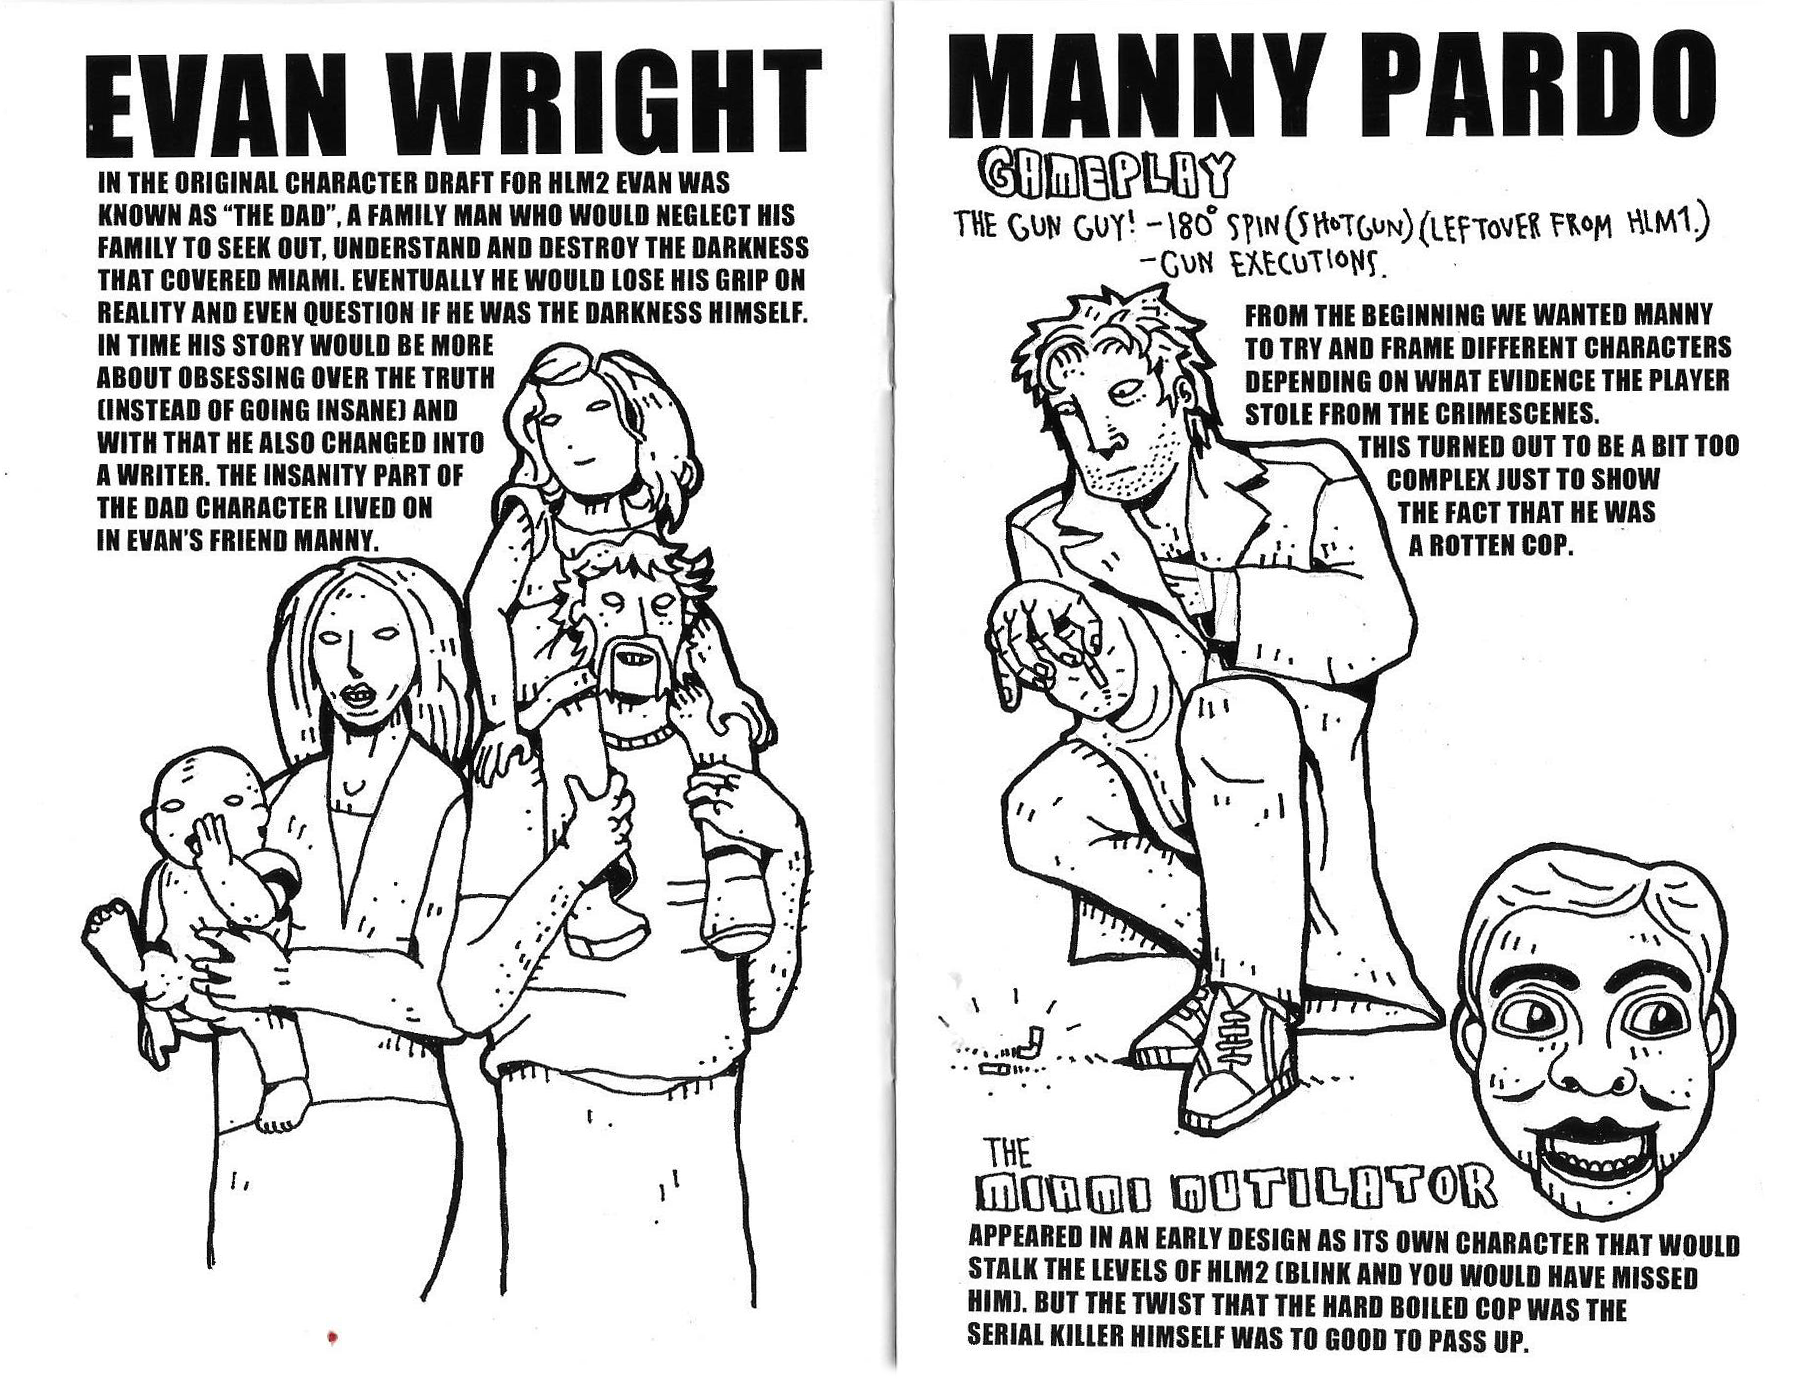 EVAN WRIGHT
IN THE ORIGINAL CHARACTER DRAFT FOR HLM2 EVAN WAS
KNOWN AS “THE DAD”, A FAMILY MAN WHO WOULD NEGLECT HIS
FAMILY TO SEEK OUT, UNDERSTAND AND DESTROY THE DARKNESS
THAT COVERED MIAMI. EVENTUALLY HE WOULD LOSE HIS GRIP ON
REALITY AND EVEN QUESTION IF HE WAS THE DARKNESS HIMSELF.
IN TIME HIS STORY WOULD BE MORE
ABOUT OBSESSING OVER THE TRUTH
(INSTEAD OF GOING INSANE) AND
WITH THAT HE ALSO CHANGED INTO
A WRITER. THE INSANITY PART OF
THE DAD CHARACTER LIVED ON
IN EVAN'S FRIEND MANNY.
MANNY PARDO
GAMEPLAY
THE GUN GUY! -180° SPIN (SHOTGUN) (LEFTOVER FROM HLM1.)
-GUN EXECUTIONS.
FROM THE BEGINNING WE WANTED MANNY
TO TRY AND FRAME DIFFERENT CHARACTERS
DEPENDING ON WHAT EVIDENCE THE PLAYER
STOLE FROM THE CRIMESCENES.
THIS TURNED OUT TO BE A BIT TOO
COMPLEX JUST TO SHOW
THE FACT THAT HE WAS
A ROTTEN COP.
THE
MIAMI MUTILATOR
APPEARED IN AN EARLY DESIGN AS ITS OWN CHARACTER THAT WOULD
STALK THE LEVELS OF HLM2 (BLINK AND YOU WOULD HAVE MISSED
HIM). BUT THE TWIST THAT THE HARD BOILED COP WAS THE
SERIAL KILLER HIMSELF WAS TO GOOD TO PASS UP.